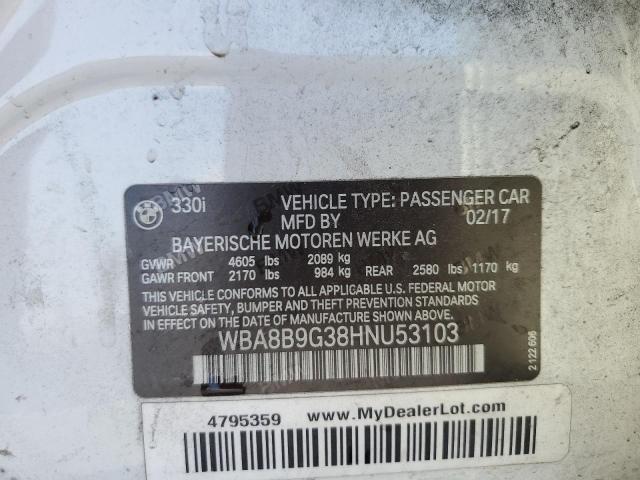 330i VEHICLE TYPE: PASSENGER CAR
MFD BY 02/17
BAYERISCHE MOTOREN WERKE AG
GVWR 4605 lbs 2089 kg
GAWR FRONT 2170 lbs 984 kg REAR 2580 lbs 1170 kg
THIS VEHICLE CONFORMS TO ALL APPLICABLE U.S. FEDERAL MOTOR
VEHICLE SAFETY, BUMPER AND THEFT PREVENTION STANDARDS
IN EFFECT ON THE DATE OF MANUFACTURE SHOWN ABOVE.
WBA8B9G38HNU53103
2 122 606
4795359 www.MyDealerLot.com